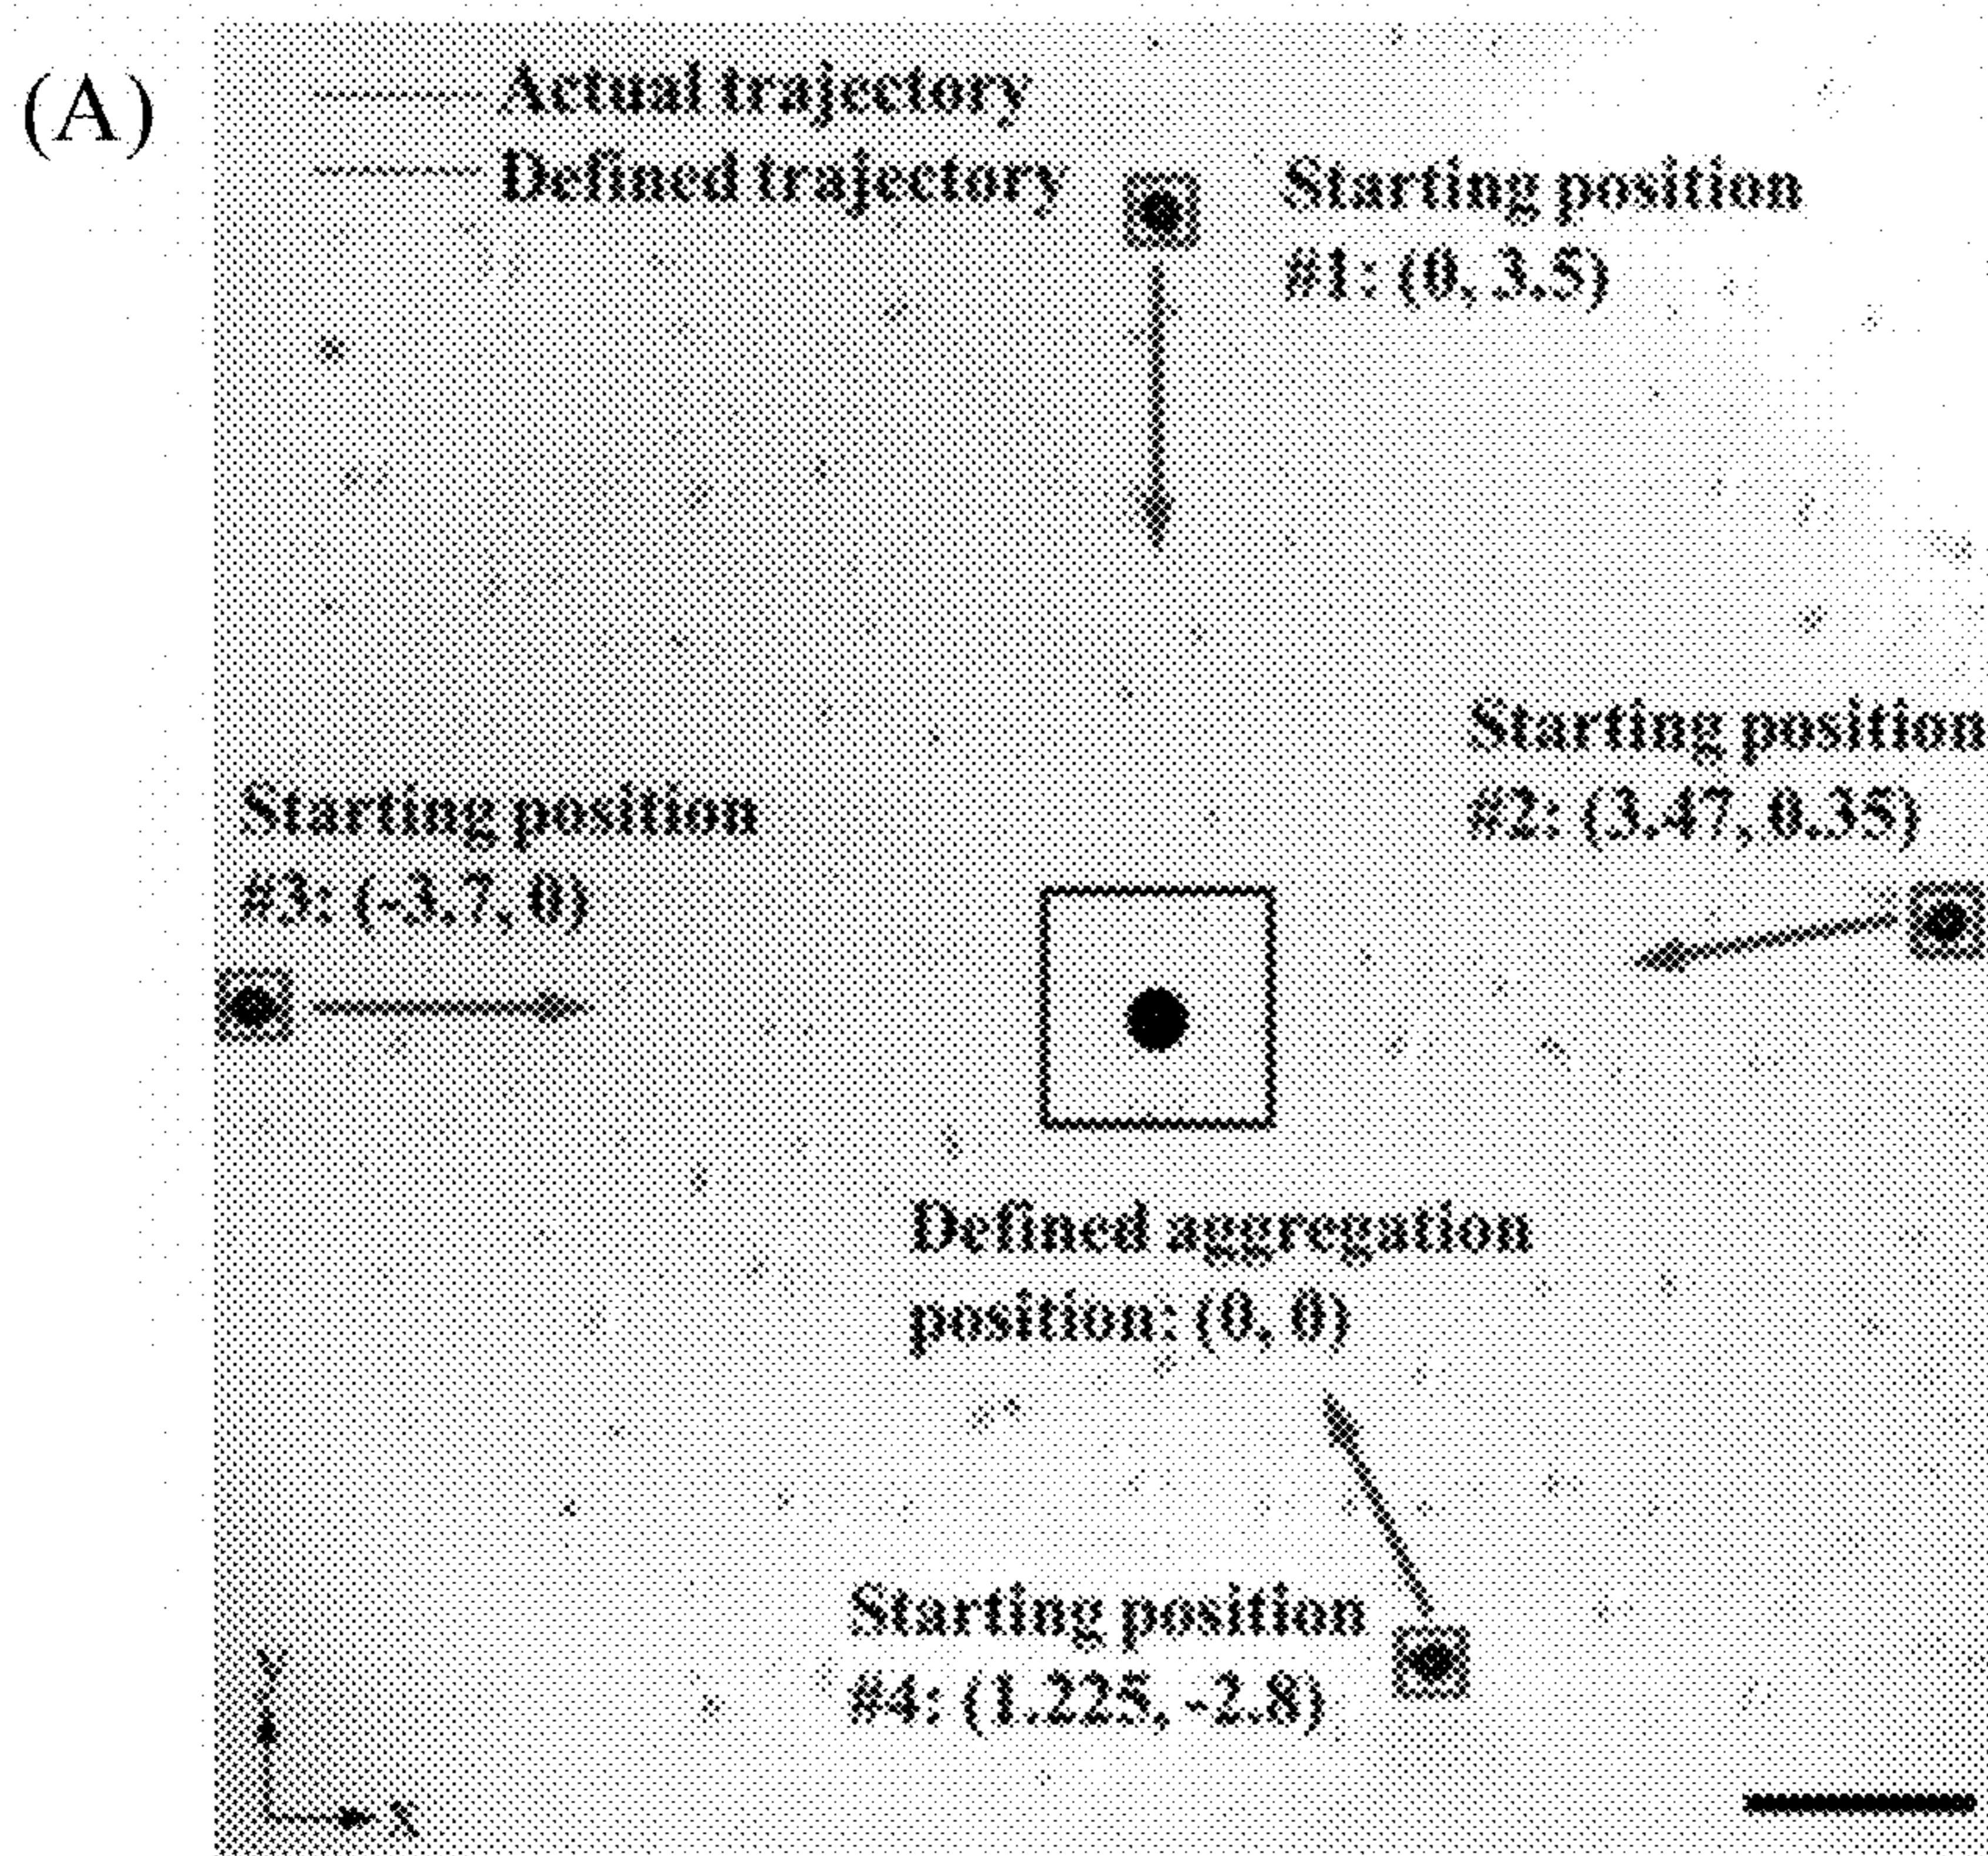 (A)
Actual trajectory
Defined trajectory
Starting position
#1: (0, 3.5)
Starting position
#2: (3.47, 0.35)
Starting position
#3: (-3.7, 0)
Defined aggregation
position: (0, 0)
Starting position
#4: (1.225, -2.8)
Y
X